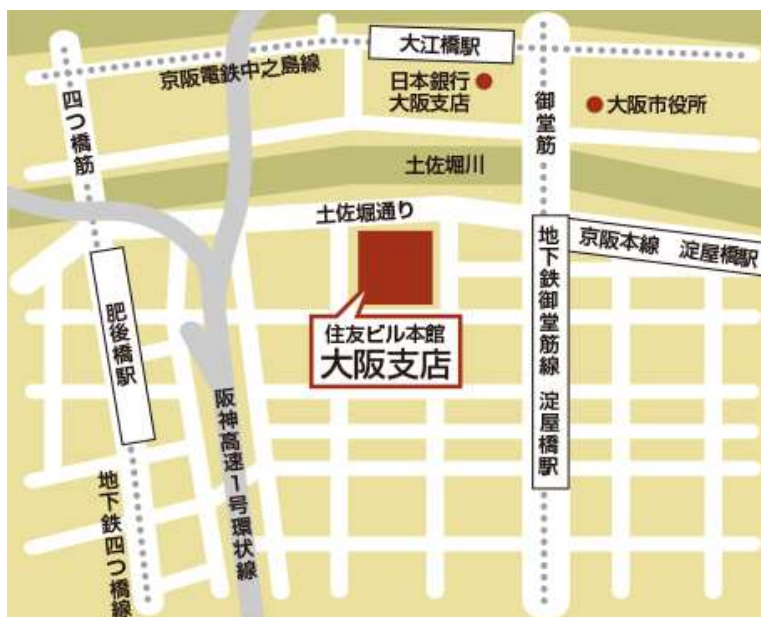 大江橋駅
京阪電鉄中之島線
日本銀行
大阪支店
御堂筋
大阪市役所
四つ橋筋
土佐堀川
土佐堀通り
京阪本線 淀屋橋駅
地下鉄御堂筋線 淀屋橋駅
肥後橋駅
住友ビル本館
大阪支店
阪神高速1号環状線
地下鉄四つ橋線